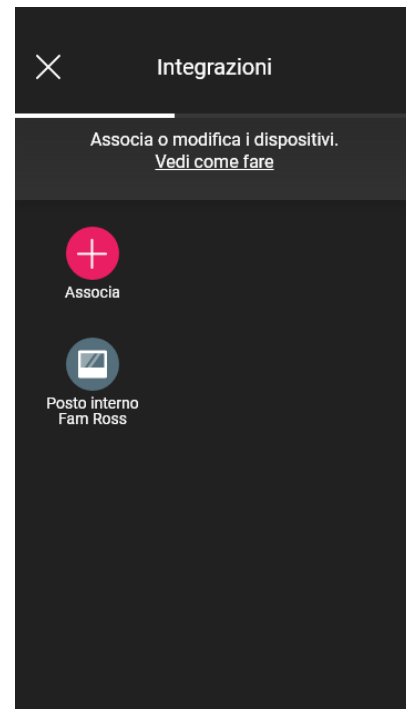 Integrazioni
Associa o modifica i dispositivi.
Vedi come fare
Associa
Posto interno
Fam Ross